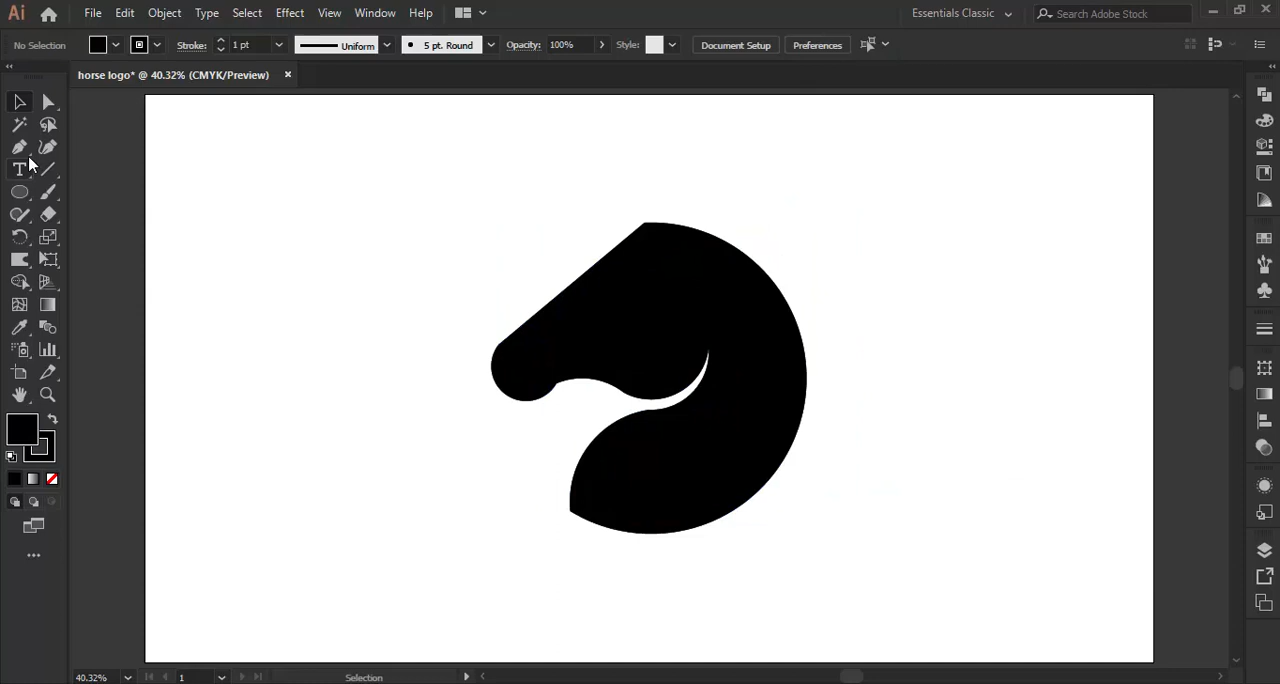 Ai File Edit Object Type Select Effect View Window Help Essentials Classic Search Adobe Stock
No Selection Stroke: 1 pt Uniform 5 pt. Round Opacity: 100% Style: Document Setup Preferences
horse logo* @ 40.32% (CMYK/Preview)
T
40.32% 1 Selection